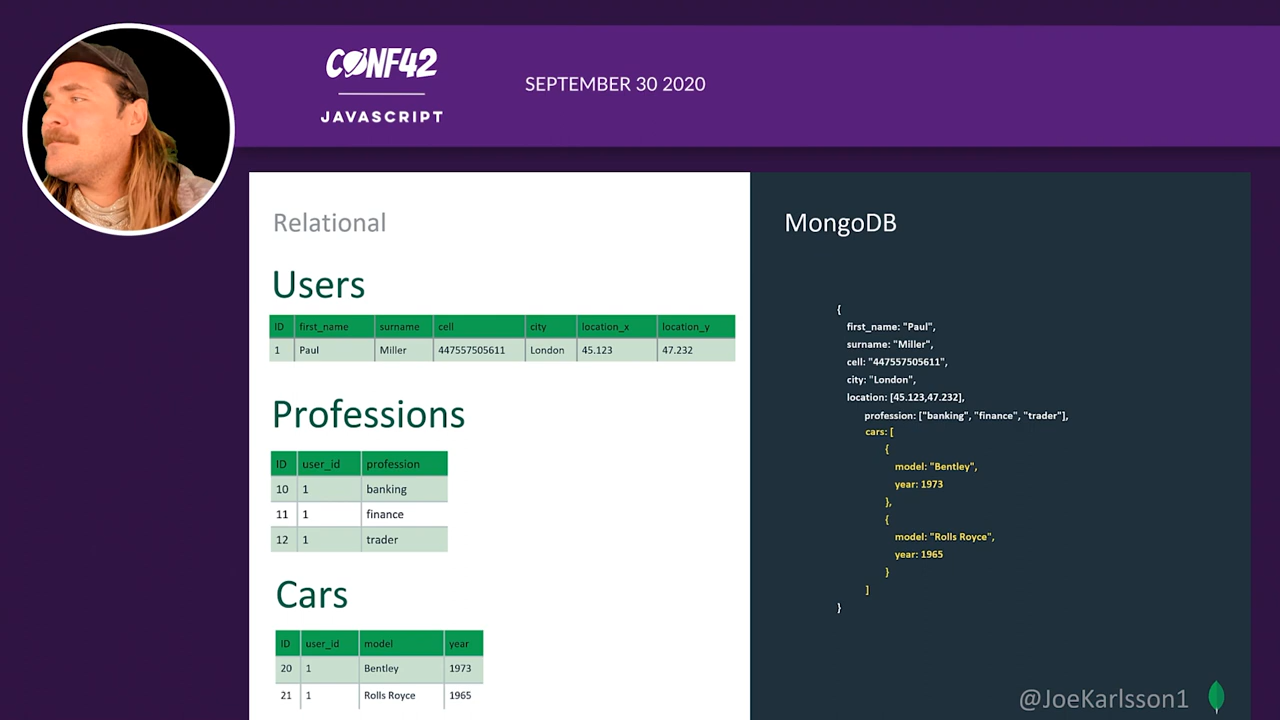 CONF42
JAVASCRIPT
SEPTEMBER 30 2020
Relational
Users
ID first_name surname cell city location_x location_y
1 Paul Miller 447557505611 London 45.123 47.232
Professions
ID user_id profession
10 1 banking
11 1 finance
12 1 trader
Cars
ID user_id model year
20 1 Bentley 1973
21 1 Rolls Royce 1965
MongoDB
{
first_name: "Paul",
surname: "Miller",
cell: "447557505611",
city: "London",
location: [45.123,47.232],
profession: ["banking", "finance", "trader"],
cars: [
{
model: "Bentley",
year: 1973
},
{
model: "Rolls Royce",
year: 1965
}
]
}
@JoeKarlsson1